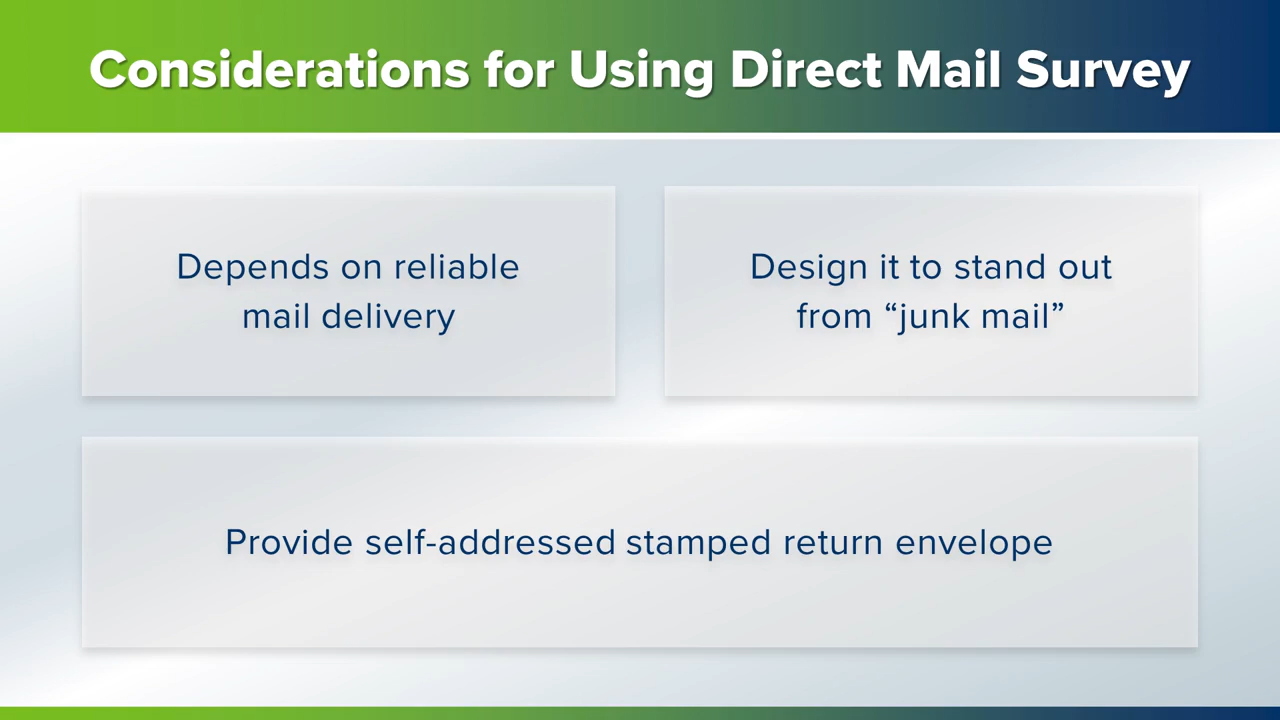 Considerations for Using Direct Mail Survey
Depends on reliable
mail delivery
Design it to stand out
from “junk mail”
Provide self-addressed stamped return envelope